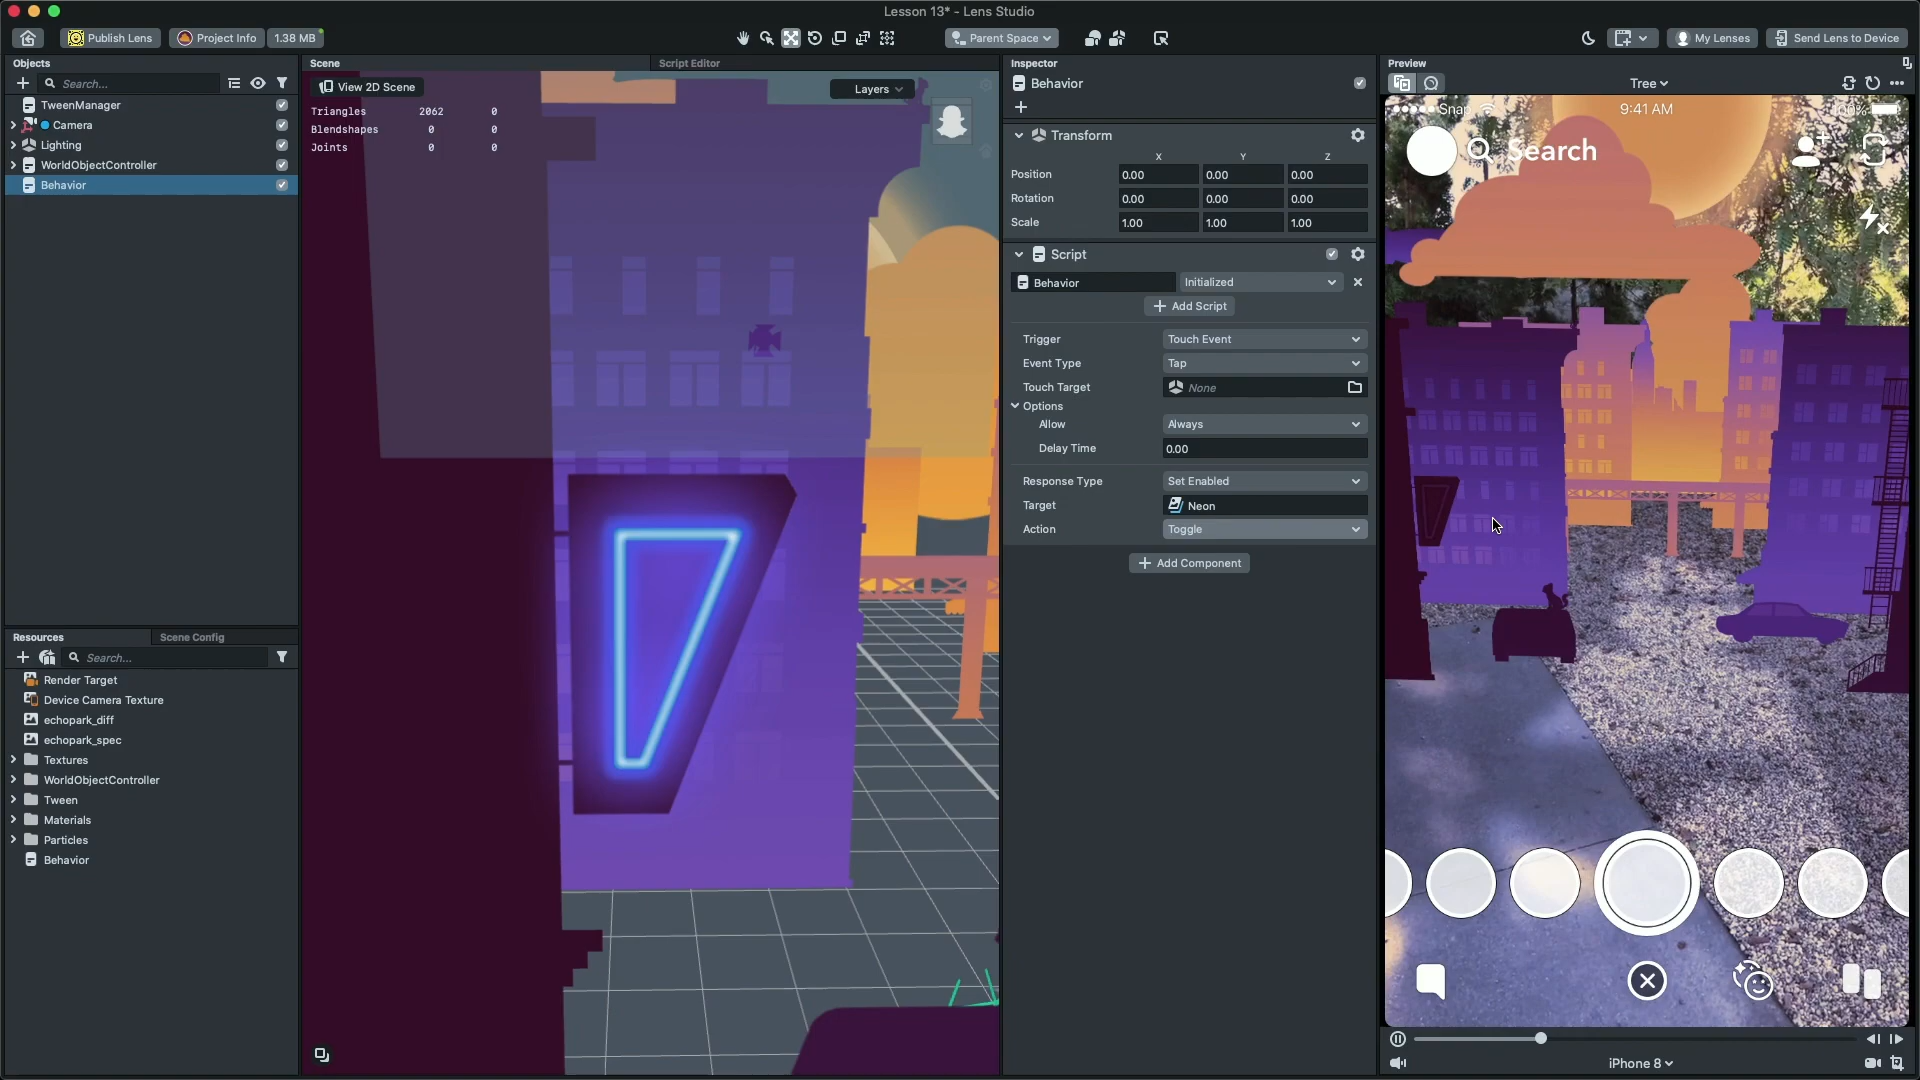 Lesson 13* - Lens Studio
Publish Lens
Project Info
1.38 MB
Parent Space
My Lenses
Send Lens to Device
Objects
Search...
TweenManager
Camera
Lighting
WorldObjectController
Behavior
Resources
Scene Config
Search...
Render Target
Device Camera Texture
echopark_diff
echopark_spec
Textures
WorldObjectController
Tween
Materials
Particles
Behavior
Scene
Script Editor
View 2D Scene
Layers
Triangles 2062 0
Blendshapes 0 0
Joints 0 0
Inspector
Behavior
Transform
X Y Z
Position 0.00 0.00 0.00
Rotation 0.00 0.00 0.00
Scale 1.00 1.00 1.00
Script
Behavior Initialized
Add Script
Trigger Touch Event
Event Type Tap
Touch Target None
Options
Allow Always
Delay Time 0.00
Response Type Set Enabled
Target Neon
Action Toggle
Add Component
Preview
Tree
Snap 9:41 AM 100%
Search
iPhone 8